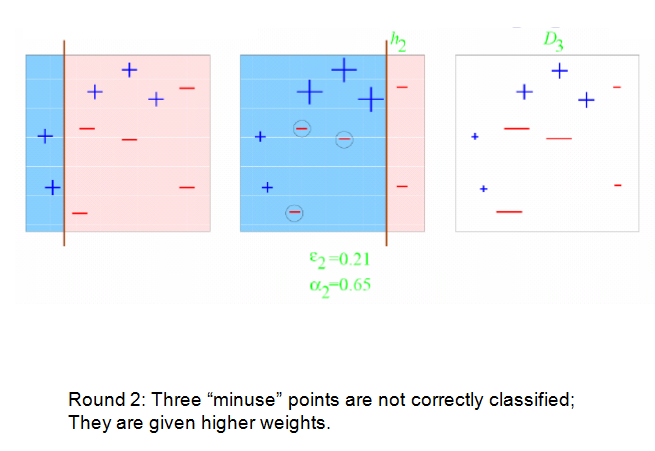 h₂
D₃
ε₂=0.21
α₂=0.65
Round 2: Three “minuse” points are not correctly classified;
They are given higher weights.